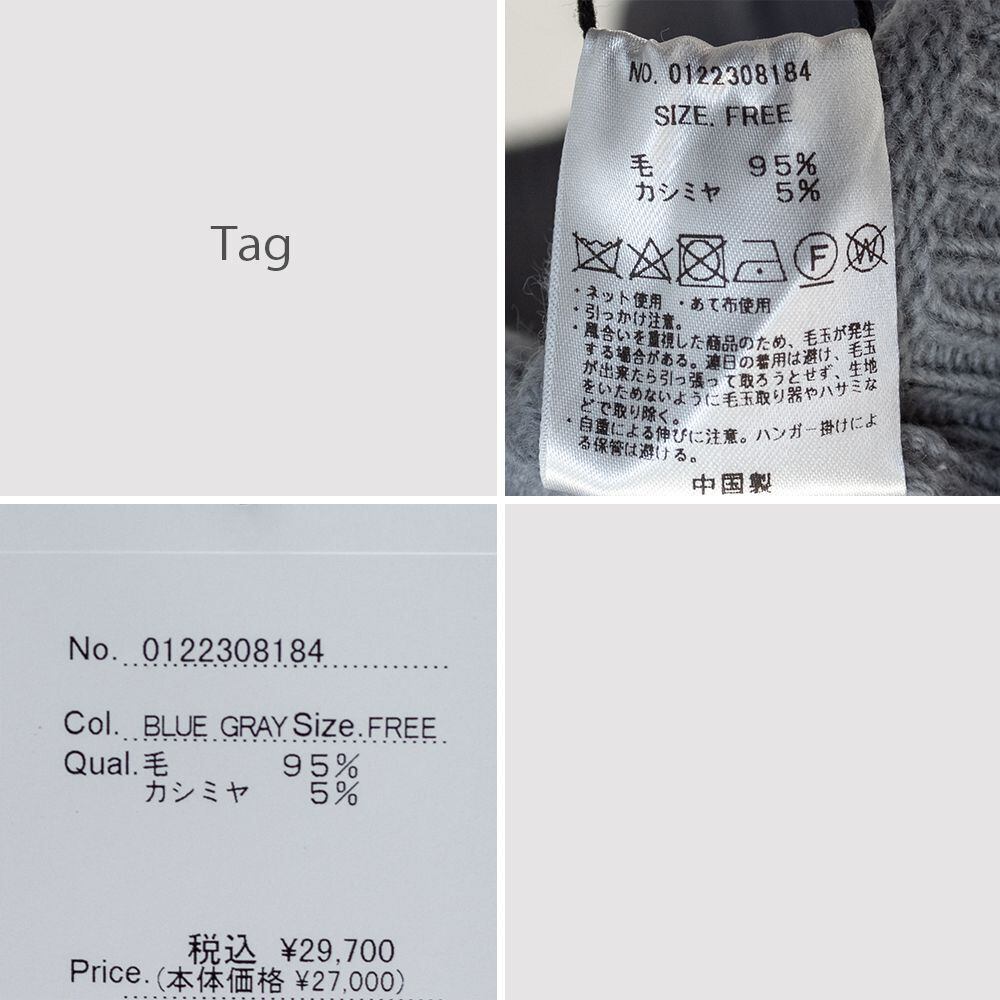 Tag
NO. 0122308184
SIZE. FREE
毛 95%
カシミヤ 5%
F W
・ネット使用 ・あて布使用
・引っかけ注意。
・風合いを重視した商品のため、毛玉が発生
する場合がある。連日の着用は避け、毛玉
が出来たら引っ張って取ろうとせず、生地
をいためないように毛玉取り器やハサミな
どで取り除く。
・自重による伸びに注意。ハンガー掛けによ
る保管は避ける。
中国製
No. 0122308184
Col. BLUE GRAY Size. FREE
Qual. 毛 95%
カシミヤ 5%
税込 ¥29,700
Price. (本体価格 ¥27,000)